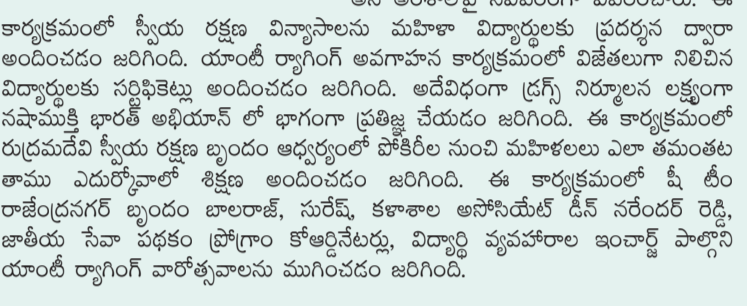 కార్యక్రమంలో స్వీయ రక్షణ విన్యాసాలను మహిళా విద్యార్థులకు ప్రదర్శన ద్వారా
అందించడం జరిగింది. యాంటీ ర్యాగింగ్ అవగాహన కార్యక్రమంలో విజేతలుగా నిలిచిన
విద్యార్థులకు సర్టిఫికెట్లు అందించడం జరిగింది. అదేవిధంగా డ్రగ్స్ నిర్మూలన లక్ష్యంగా
నషాముక్తి భారత్ అభియాన్ లో భాగంగా ప్రతిజ్ఞ చేయడం జరిగింది. ఈ కార్యక్రమంలో
రుద్రమదేవి స్వీయ రక్షణ బృందం ఆధ్వర్యంలో పోకిరీల నుంచి మహిళలలు ఎలా తమంతట
తాము ఎదుర్కోవాలో శిక్షణ అందించడం జరిగింది. ఈ కార్యక్రమంలో షీ టీం
రాజేంద్రనగర్ బృందం బాలరాజ్, సురేష్, కళాశాల అసోసియేట్ డీన్ నరేందర్ రెడ్డి,
జాతీయ సేవా పథకం ప్రోగ్రాం కోఆర్డినేటర్లు, విద్యార్థి వ్యవహారాల ఇంచార్జ్ పాల్గొని
యాంటీ ర్యాగింగ్ వారోత్సవాలను ముగించడం జరిగింది.